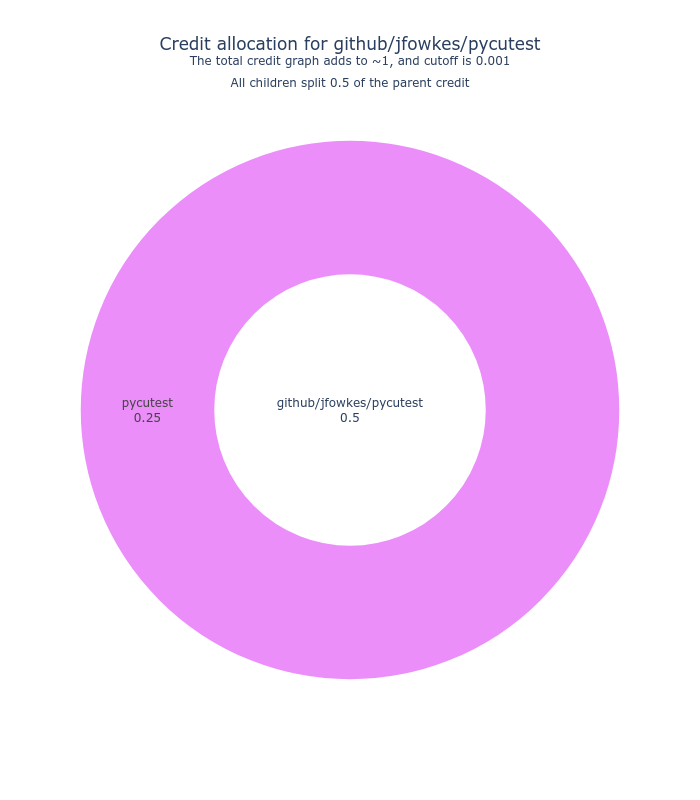 Credit allocation for github/jfowkes/pycutest
The total credit graph adds to ~1, and cutoff is 0.001
All children split 0.5 of the parent credit
pycutest
0.25
github/jfowkes/pycutest
0.5